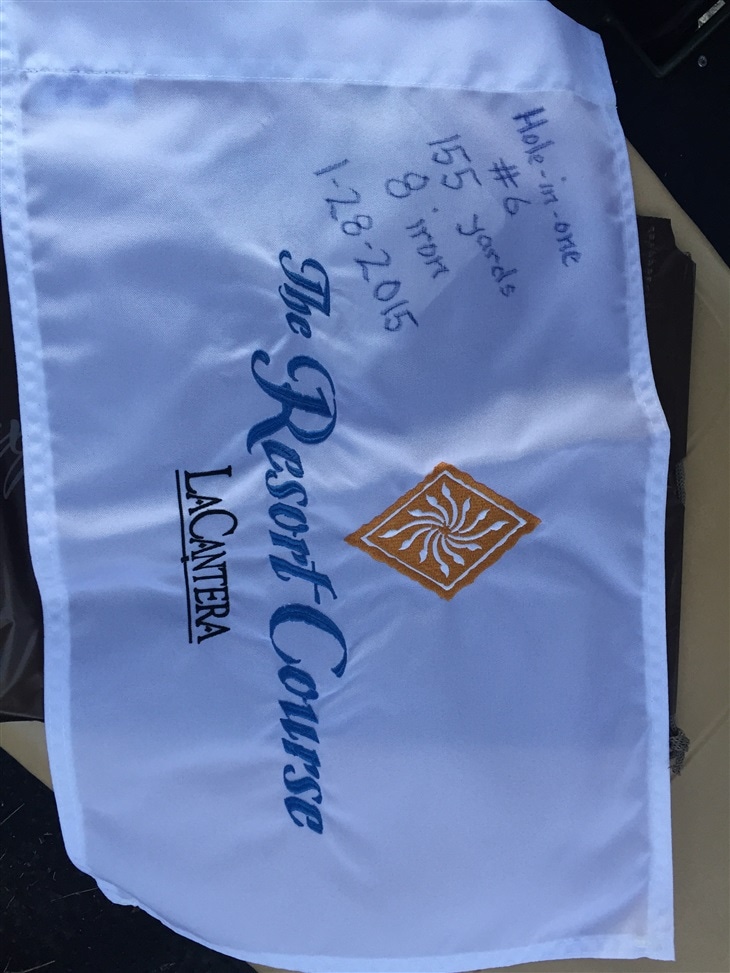 Hole-in-one
#6
155 yards
8 iron
1-28-2015
The Resort Course
LACANTERA